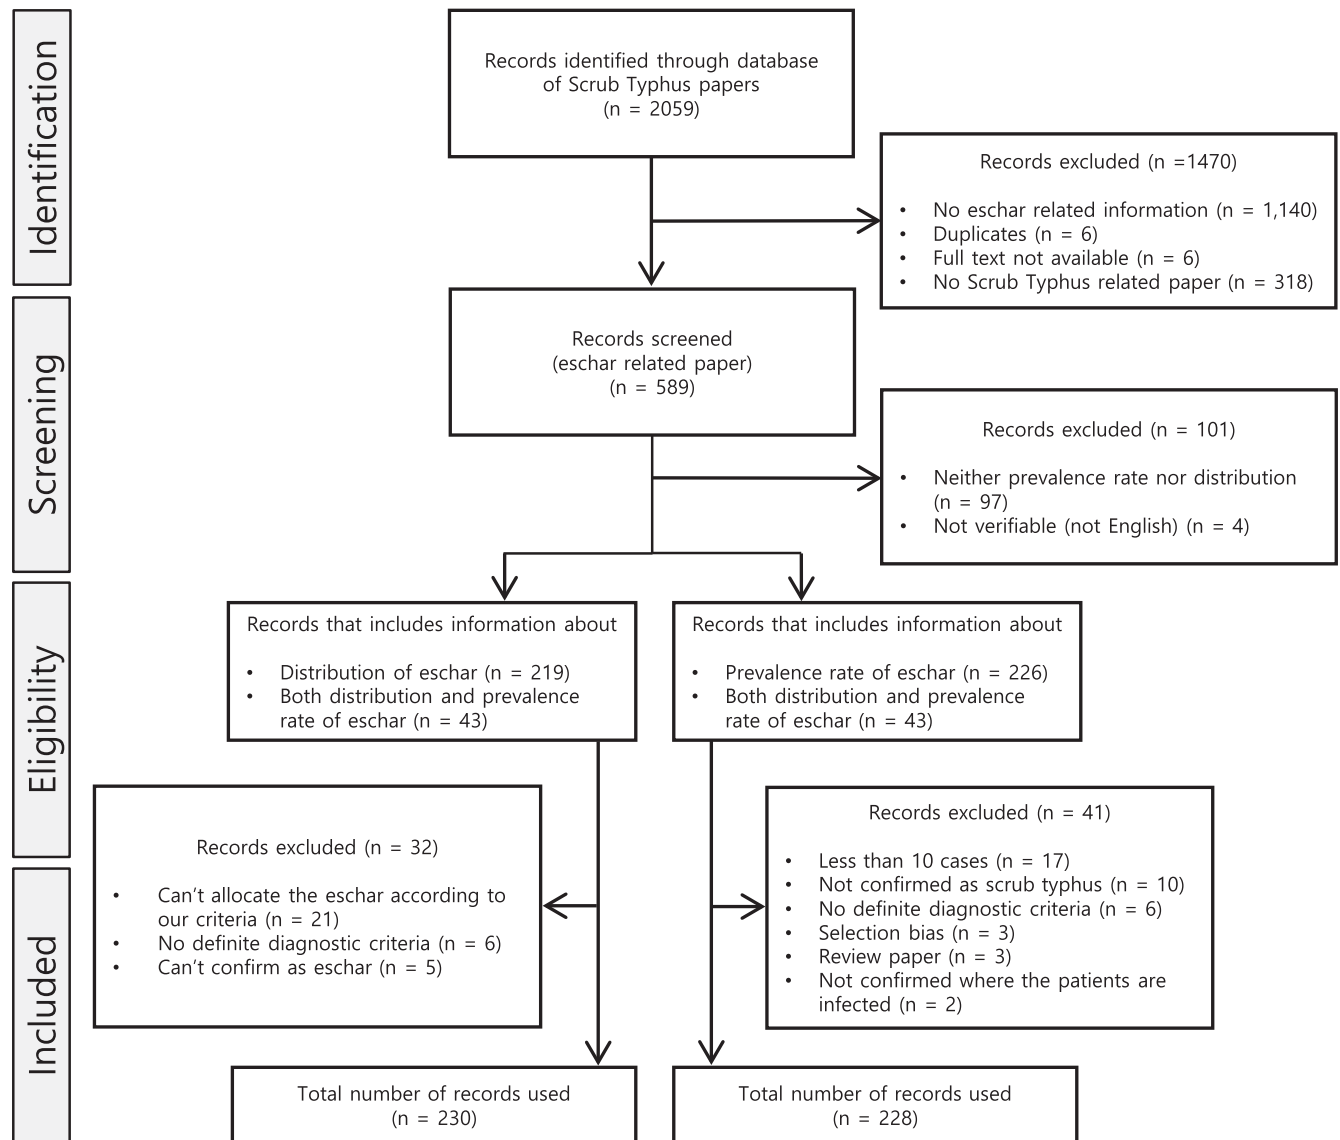 Identification
Records identified through database
of Scrub Typhus papers
(n = 2059)
Records excluded (n =1470)
• No eschar related information (n = 1,140)
• Duplicates (n = 6)
• Full text not available (n = 6)
• No Scrub Typhus related paper (n = 318)
Screening
Records screened
(eschar related paper)
(n = 589)
Records excluded (n = 101)
• Neither prevalence rate nor distribution
(n = 97)
• Not verifiable (not English) (n = 4)
Eligibility
Records that includes information about
• Distribution of eschar (n = 219)
• Both distribution and prevalence
rate of eschar (n = 43)
Records that includes information about
• Prevalence rate of eschar (n = 226)
• Both distribution and prevalence
rate of eschar (n = 43)
Records excluded (n = 32)
• Can't allocate the eschar according to
our criteria (n = 21)
• No definite diagnostic criteria (n = 6)
• Can't confirm as eschar (n = 5)
Records excluded (n = 41)
• Less than 10 cases (n = 17)
• Not confirmed as scrub typhus (n = 10)
• No definite diagnostic criteria (n = 6)
• Selection bias (n = 3)
• Review paper (n = 3)
• Not confirmed where the patients are
infected (n = 2)
Included
Total number of records used
(n = 230)
Total number of records used
(n = 228)